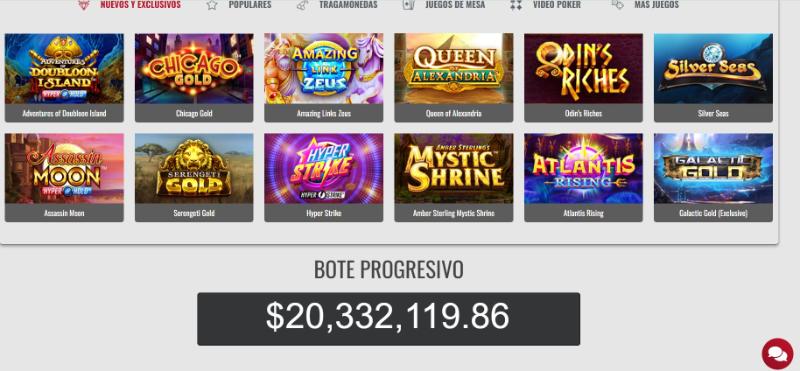 NUEVOS Y EXCLUSIVOS POPULARES TRAGAMONEDAS JUEGOS DE MESA VIDEO POKER MAS JUEGOS
ADVENTURES OF
DOUBLOON
ISLAND
HYPER HOLD
CHICAGO
GOLD
AMAZING
LINK
ZEUS
QUEEN
OF
ALEXANDRIA
ODIN'S
RICHES
SILVER SEAS
Adventures of Doubloon Island
Chicago Gold
Amazing Links Zeus
Queen of Alexandria
Odin's Riches
Silver Seas
Assassin
MOON
HYPER HOLD
SERENGETI
GOLD
HYPER
STRIKE
HYPER STRIKE
AMBER STERLING'S
MYSTIC
SHRINE
ATLANTIS
RISING
GALACTIC
GOLD
Assassin Moon
Serengeti Gold
Hyper Strike
Amber Sterling Mystic Shrine
Atlantis Rising
Galactic Gold (Exclusive)
BOTE PROGRESIVO
$20,332,119.86